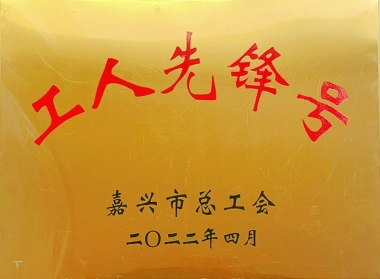 工人先锋号
嘉兴市总工会
二〇二二年四月